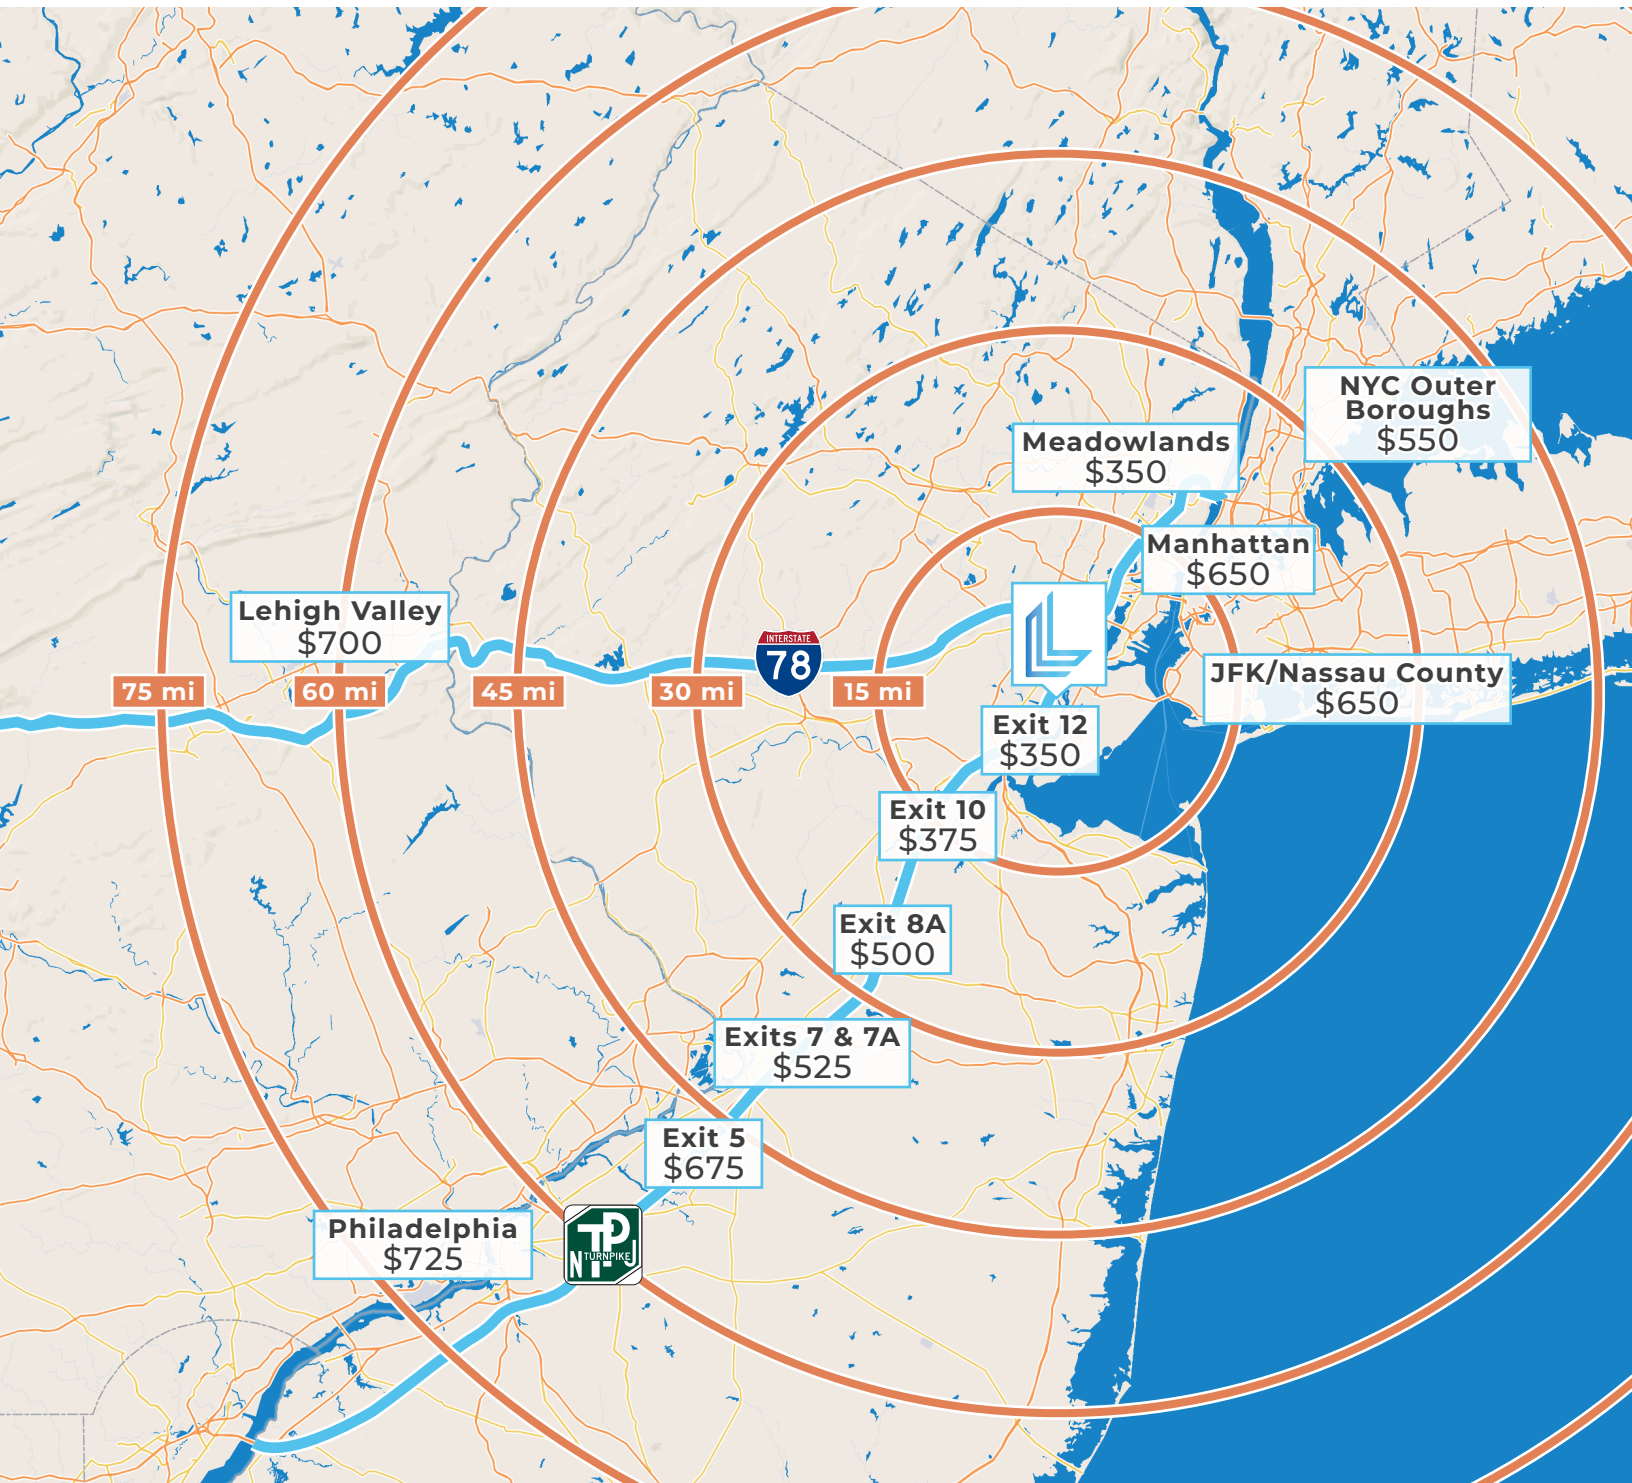 NYC Outer
Boroughs
$550
Meadowlands
$350
Manhattan
$650
Lehigh Valley
$700
INTERSTATE
78
75 mi
60 mi
45 mi
30 mi
15 mi
JFK/Nassau County
$650
Exit 12
$350
Exit 10
$375
Exit 8A
$500
Exits 7 & 7A
$525
Exit 5
$675
Philadelphia
$725
N TP J
TURNPIKE